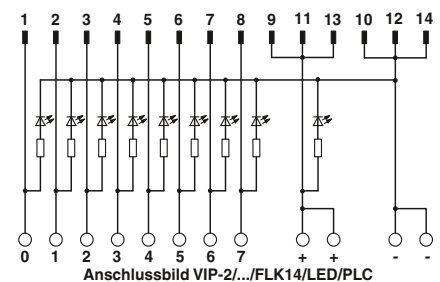 1 2 3 4 5 6 7 8 9 11 13 10 12 14
0 1 2 3 4 5 6 7 + + - -
Anschlussbild VIP-2/.../FLK14/LED/PLC